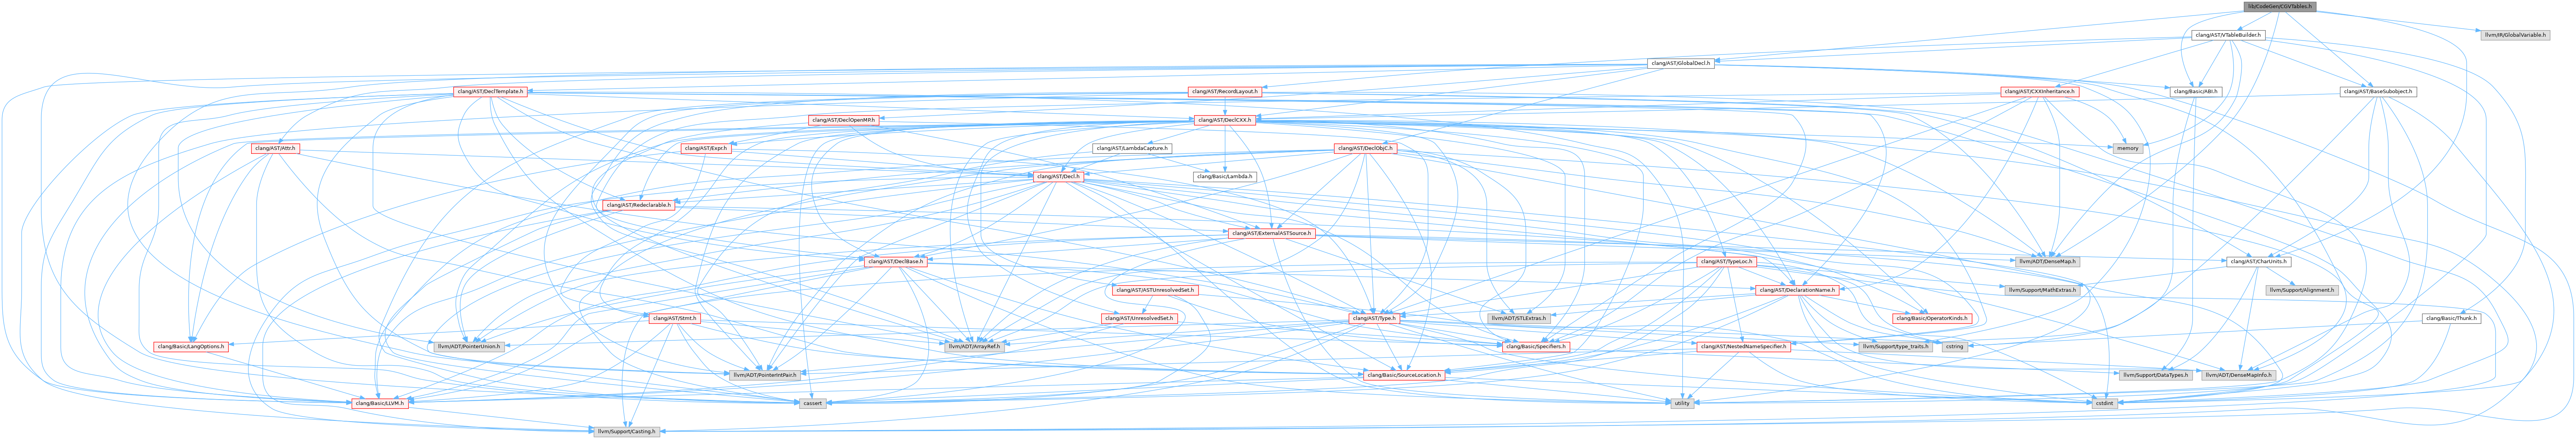 lib/CodeGen/CGVTables.h
clang/AST/VTableBuilder.h
llvm/IR/GlobalVariable.h
clang/AST/GlobalDecl.h
clang/AST/DeclTemplate.h
clang/AST/RecordLayout.h
clang/AST/CXXInheritance.h
clang/Basic/ABI.h
clang/AST/BaseSubobject.h
clang/AST/DeclOpenMP.h
clang/AST/DeclCXX.h
clang/AST/Attr.h
clang/AST/Expr.h
clang/AST/LambdaCapture.h
clang/AST/DeclObjC.h
memory
clang/AST/Decl.h
clang/Basic/Lambda.h
clang/AST/Redeclarable.h
clang/AST/ExternalASTSource.h
clang/AST/DeclBase.h
clang/AST/TypeLoc.h
llvm/ADT/DenseMap.h
clang/AST/CharUnits.h
clang/AST/ASTUnresolvedSet.h
clang/AST/DeclarationName.h
llvm/Support/MathExtras.h
llvm/Support/Alignment.h
clang/AST/Stmt.h
clang/AST/UnresolvedSet.h
llvm/ADT/STLExtras.h
clang/AST/Type.h
clang/Basic/OperatorKinds.h
clang/Basic/Thunk.h
clang/Basic/LangOptions.h
llvm/ADT/PointerUnion.h
llvm/ADT/ArrayRef.h
clang/Basic/Specifiers.h
clang/AST/NestedNameSpecifier.h
llvm/Support/type_traits.h
cstring
llvm/ADT/PointerIntPair.h
clang/Basic/SourceLocation.h
llvm/Support/DataTypes.h
llvm/ADT/DenseMapInfo.h
clang/Basic/LLVM.h
cassert
utility
cstdint
llvm/Support/Casting.h